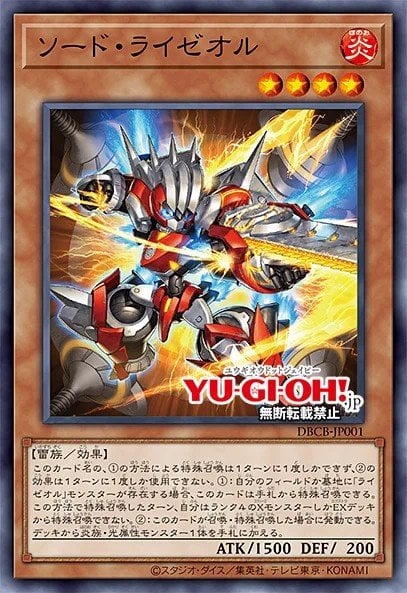 ソード・ライゼオル
炎
ほのお
ユウギオウドットジェイピー
YU-GI-OH!.jp
無断転載禁止
DBCB-JP001
【雷族/効果】
このカード名の、①の方法による特殊召喚は1ターンに1度しかできず、②の
効果は1ターンに1度しか使用できない。①:自分のフィールドか墓地に「ラ
イゼオル」モンスターが存在する場合、このカードは手札から特殊召喚できる。
この方法で特殊召喚したターン、自分はランク4のXモンスターしかEXデッ
キから特殊召喚できない。②:このカードが召喚・特殊召喚した場合に発動できる。
デッキから炎族・光属性モンスター1体を手札に加える。
ATK/1500 DEF/ 200
©スタジオ・ダイス/集英社・テレビ東京・KONAMI